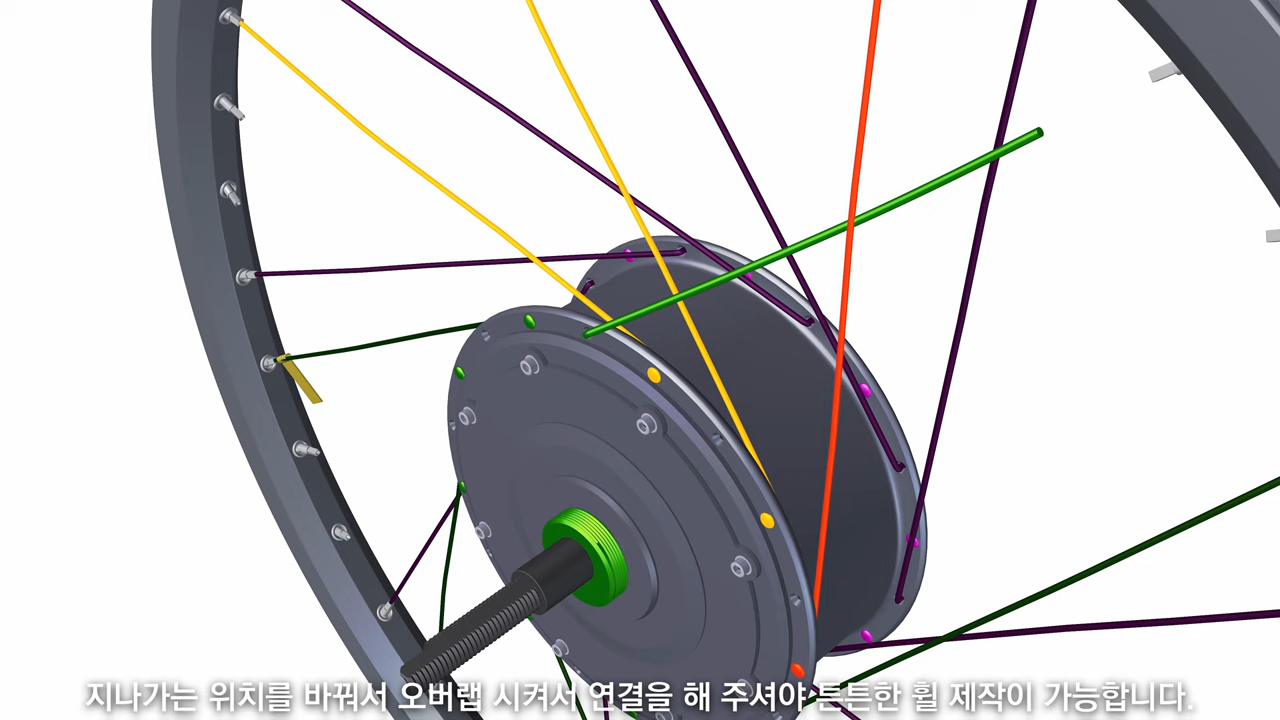 지나가는 위치를 바꿔서 오버랩 시켜서 연결을 해 주셔야 튼튼한 휠 제작이 가능합니다.